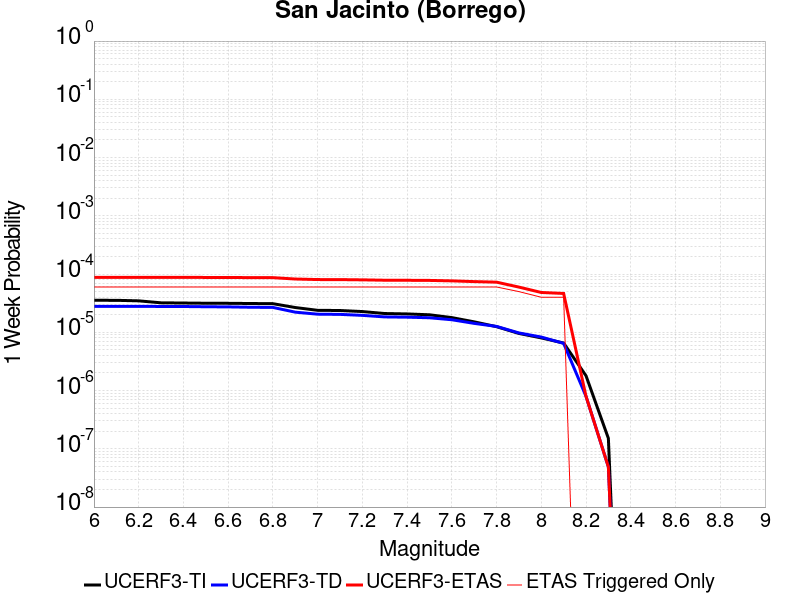 San Jacinto (Borrego)
10^0
10^-1
10^-2
10^-3
10^-4
10^-5
10^-6
10^-7
10^-8
1 Week Probability
6 6.2 6.4 6.6 6.8 7 7.2 7.4 7.6 7.8 8 8.2 8.4 8.6 8.8 9
Magnitude
UCERF3-TI UCERF3-TD UCERF3-ETAS ETAS Triggered Only